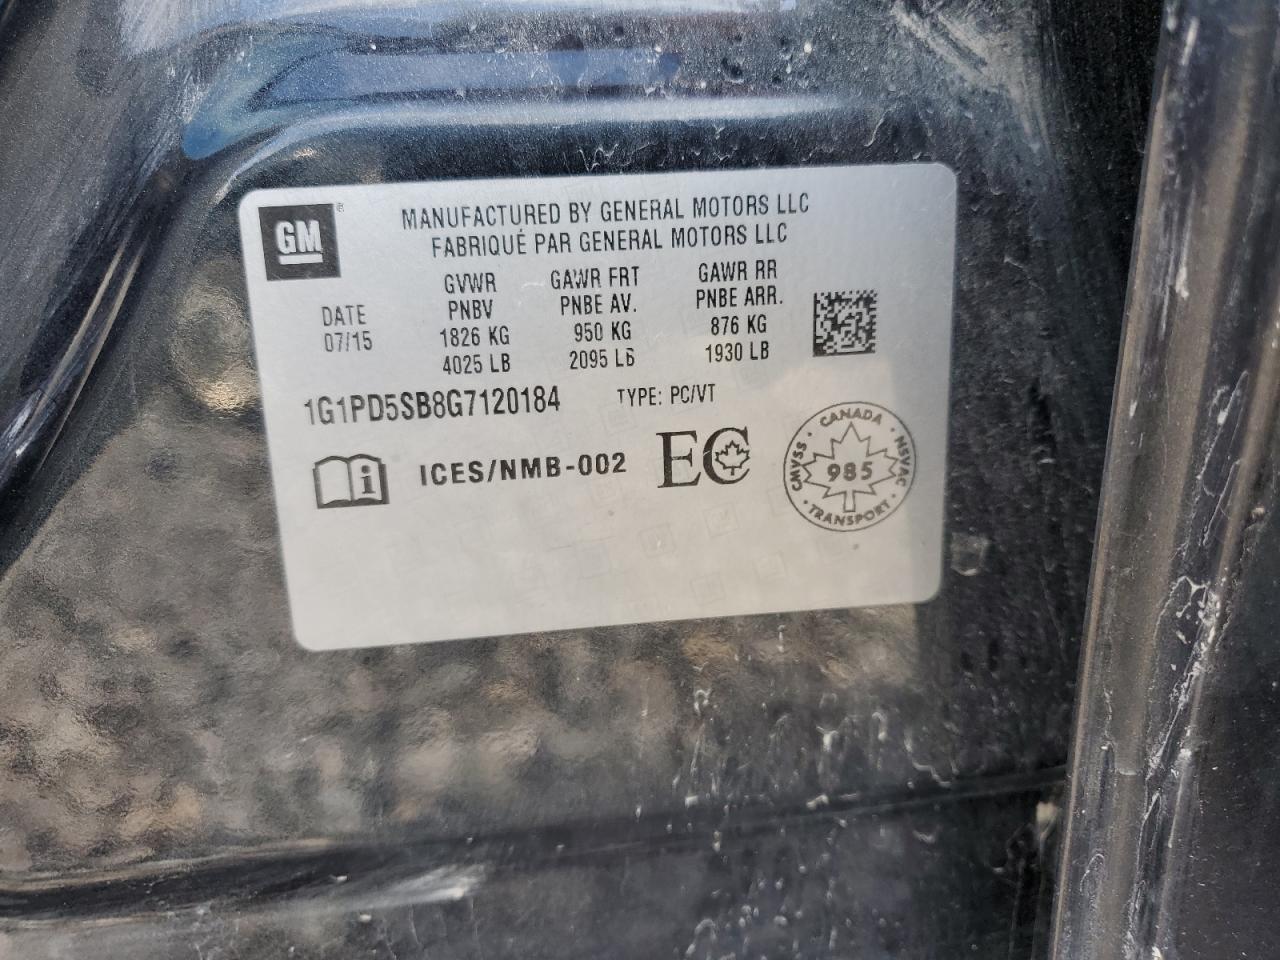 GM ®
MANUFACTURED BY GENERAL MOTORS LLC
FABRIQUÉ PAR GENERAL MOTORS LLC
DATE
07/15
GVWR
PNBV
1826 KG
4025 LB
GAWR FRT
PNBE AV.
950 KG
2095 LB
GAWR RR
PNBE ARR.
876 KG
1930 LB
1G1PD5SB8G7120184 TYPE: PC/VT
i ICES/NMB-002 EC
CANADA
CMVSS · NSVAC
985
TRANSPORT